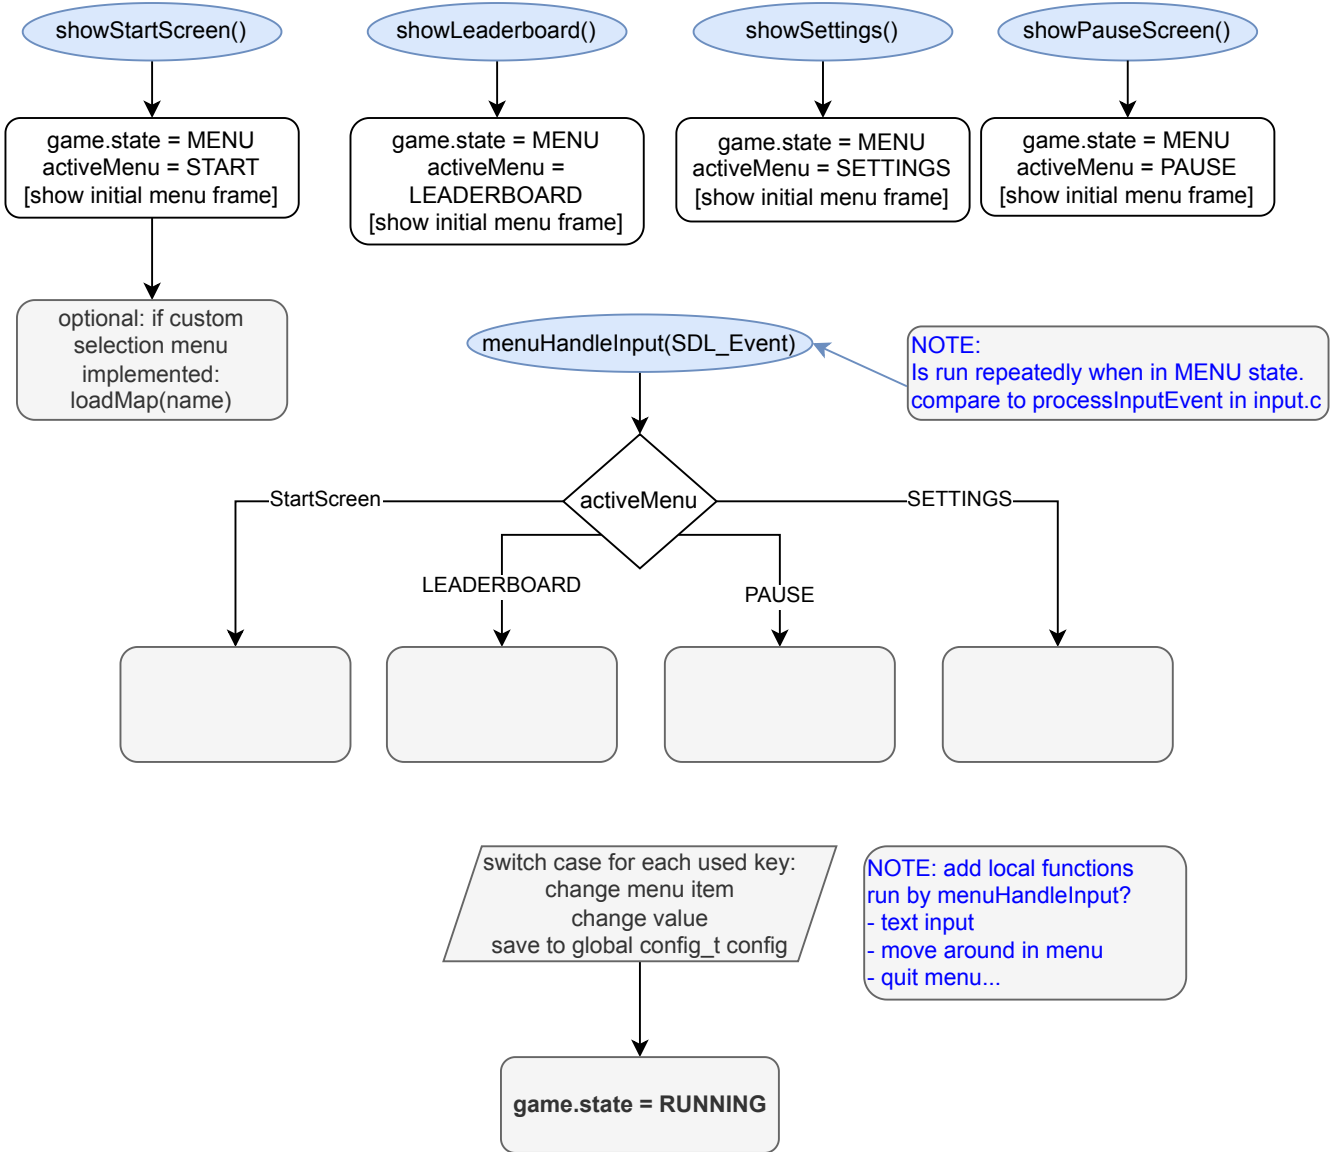 showStartScreen()
showLeaderboard()
showSettings()
showPauseScreen()
game.state = MENU
activeMenu = START
[show initial menu frame]
game.state = MENU
activeMenu =
LEADERBOARD
[show initial menu frame]
game.state = MENU
activeMenu = SETTINGS
[show initial menu frame]
game.state = MENU
activeMenu = PAUSE
[show initial menu frame]
optional: if custom
selection menu
implemented:
loadMap(name)
menuHandleInput(SDL_Event)
NOTE:
Is run repeatedly when in MENU state.
compare to processInputEvent in input.c
activeMenu
StartScreen
SETTINGS
LEADERBOARD
PAUSE
switch case for each used key:
change menu item
change value
save to global config_t config
NOTE: add local functions
run by menuHandleInput?
- text input
- move around in menu
- quit menu...
game.state = RUNNING